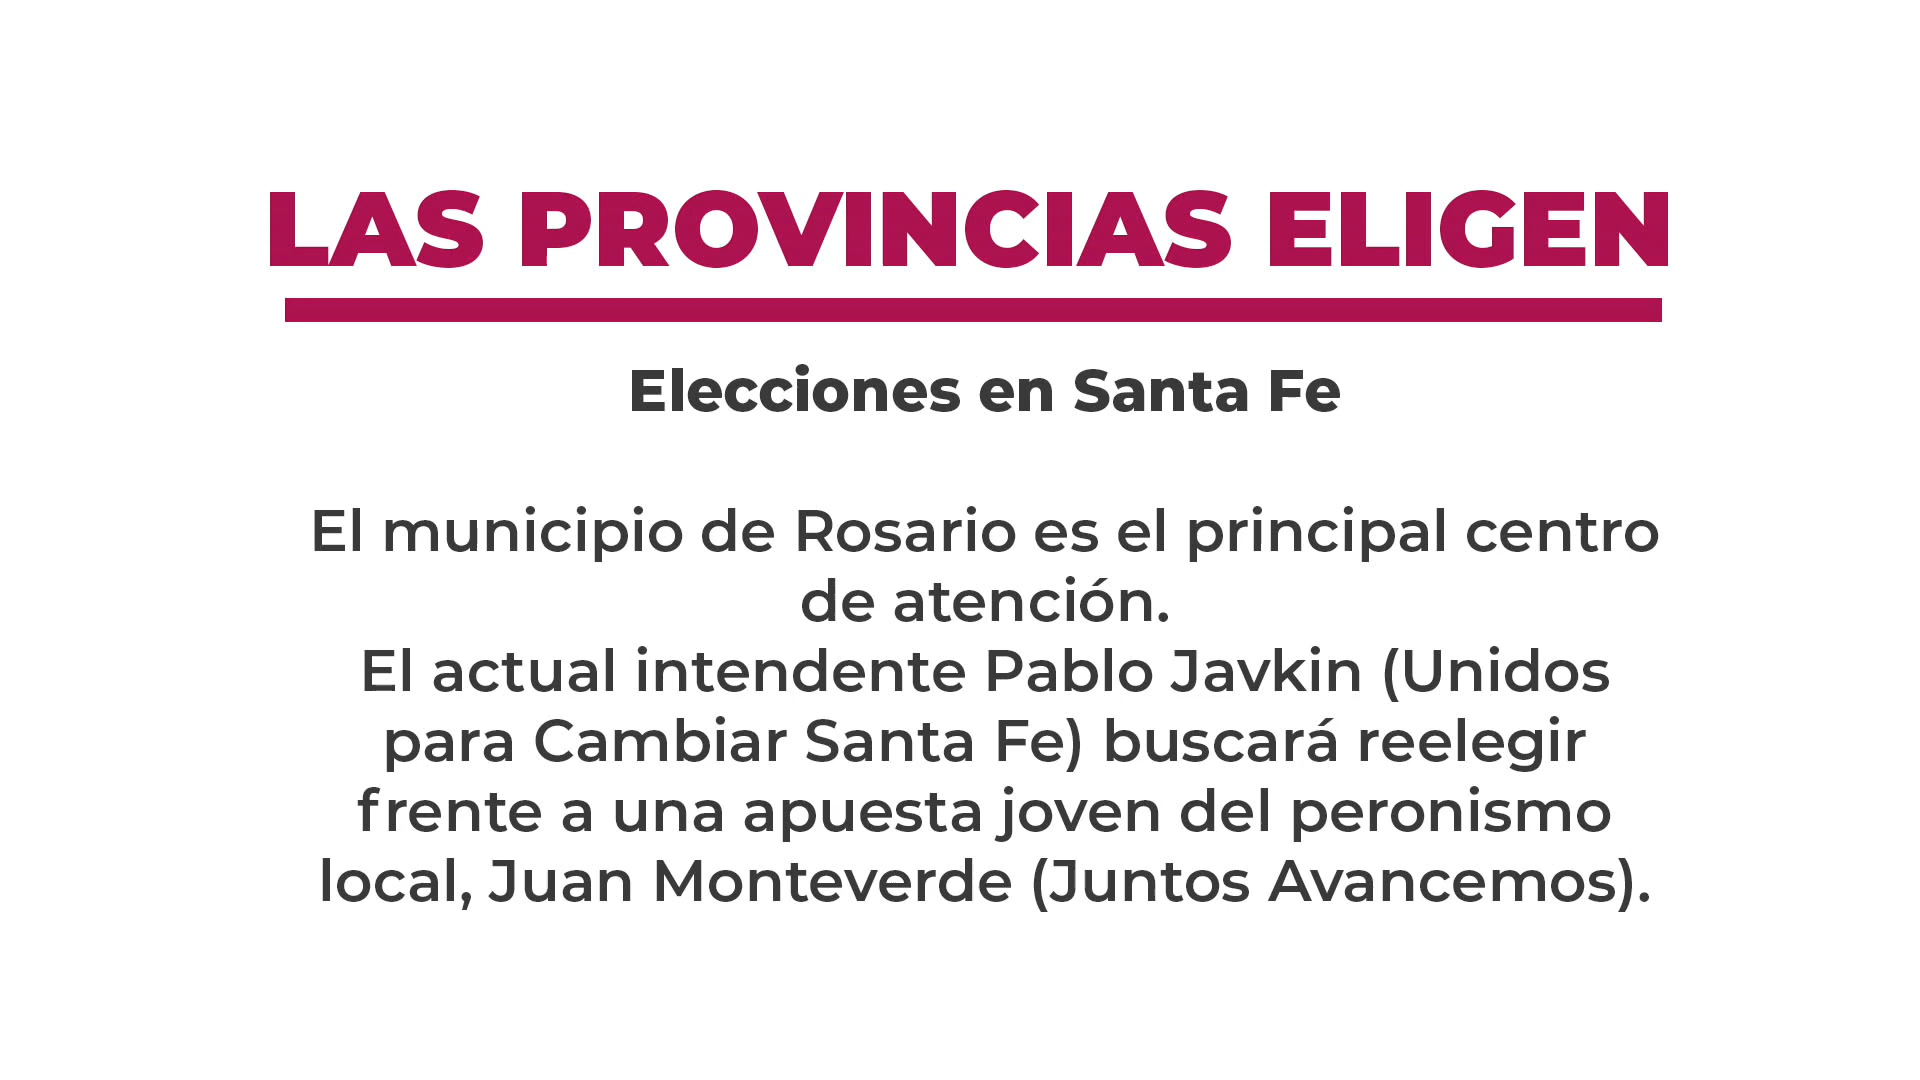 LAS PROVINCIAS ELIGEN
Elecciones en Santa Fe
El municipio de Rosario es el principal centro
de atención.
El actual intendente Pablo Javkin (Unidos
para Cambiar Santa Fe) buscará reelegir
frente a una apuesta joven del peronismo
local, Juan Monteverde (Juntos Avancemos).